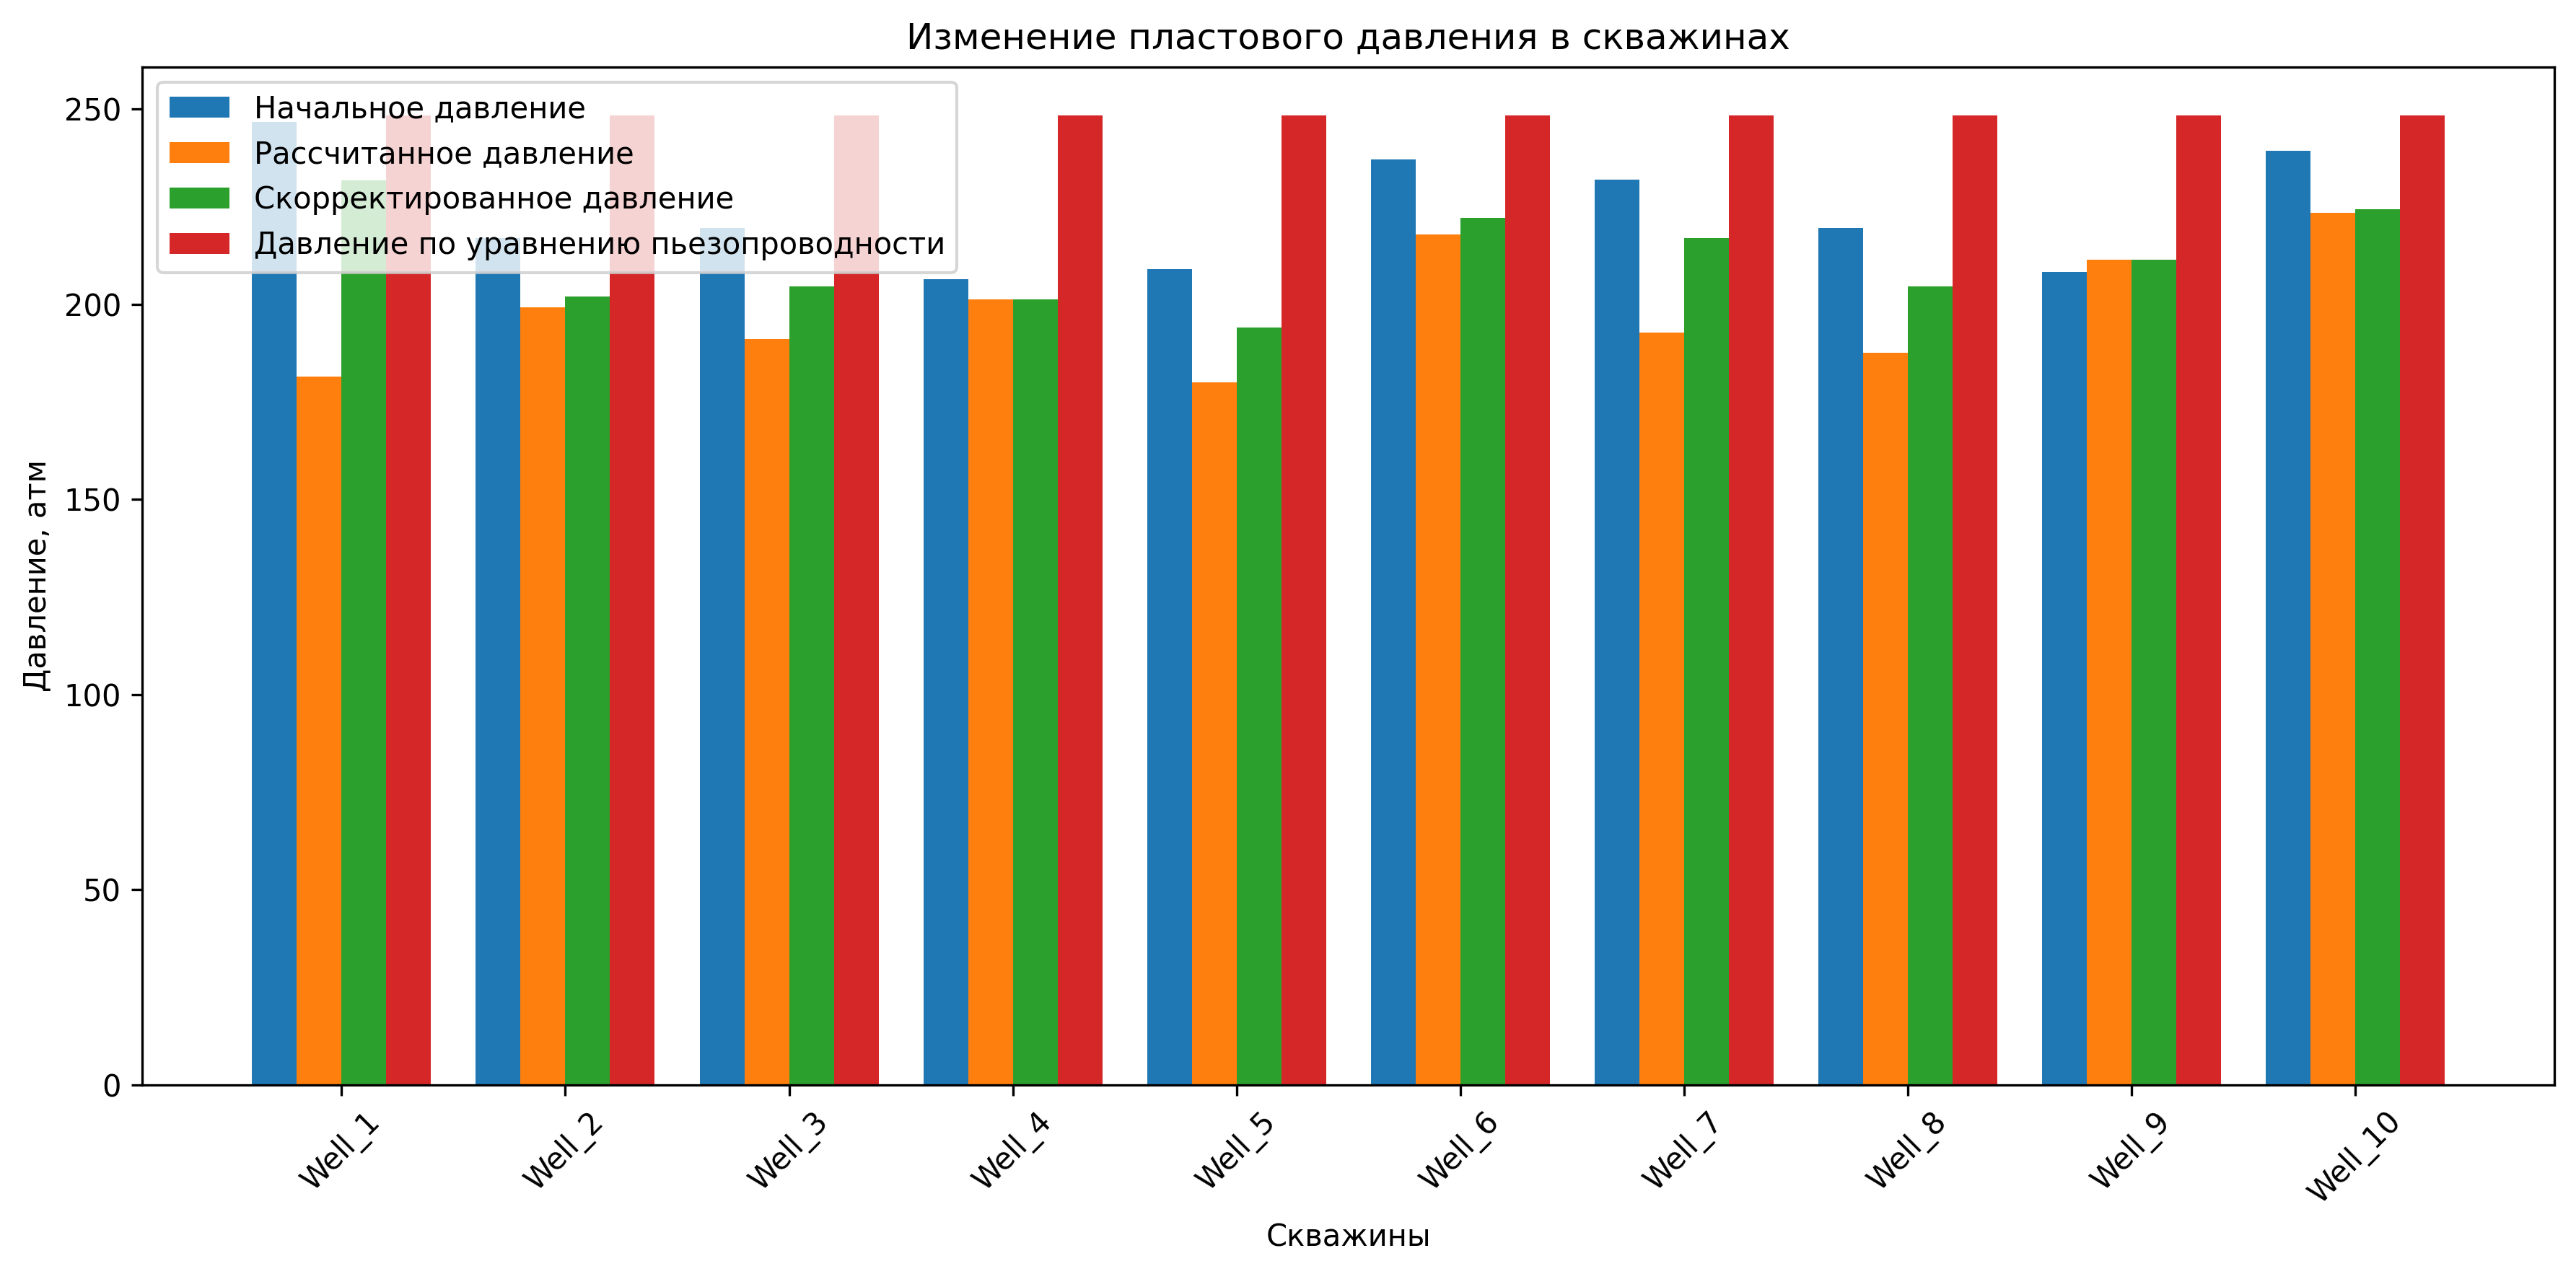 Изменение пластового давления в скважинах
Начальное давление
Рассчитанное давление
Скорректированное давление
Давление по уравнению пьезопроводности
Давление, атм
250
200
150
100
50
0
Well_1
Well_2
Well_3
Well_4
Well_5
Well_6
Well_7
Well_8
Well_9
Well_10
Скважины